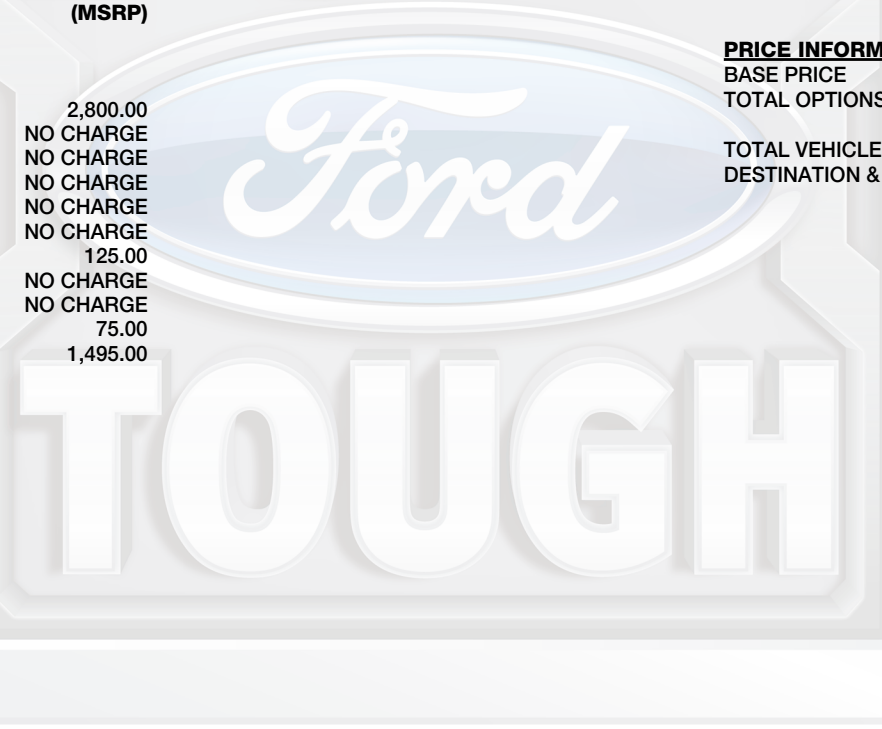 (MSRP)
2,800.00
NO CHARGE
NO CHARGE
NO CHARGE
NO CHARGE
NO CHARGE
125.00
NO CHARGE
NO CHARGE
75.00
1,495.00
PRICE INFORM
BASE PRICE
TOTAL OPTIONS
TOTAL VEHICLE
DESTINATION &
Ford
TOUGH